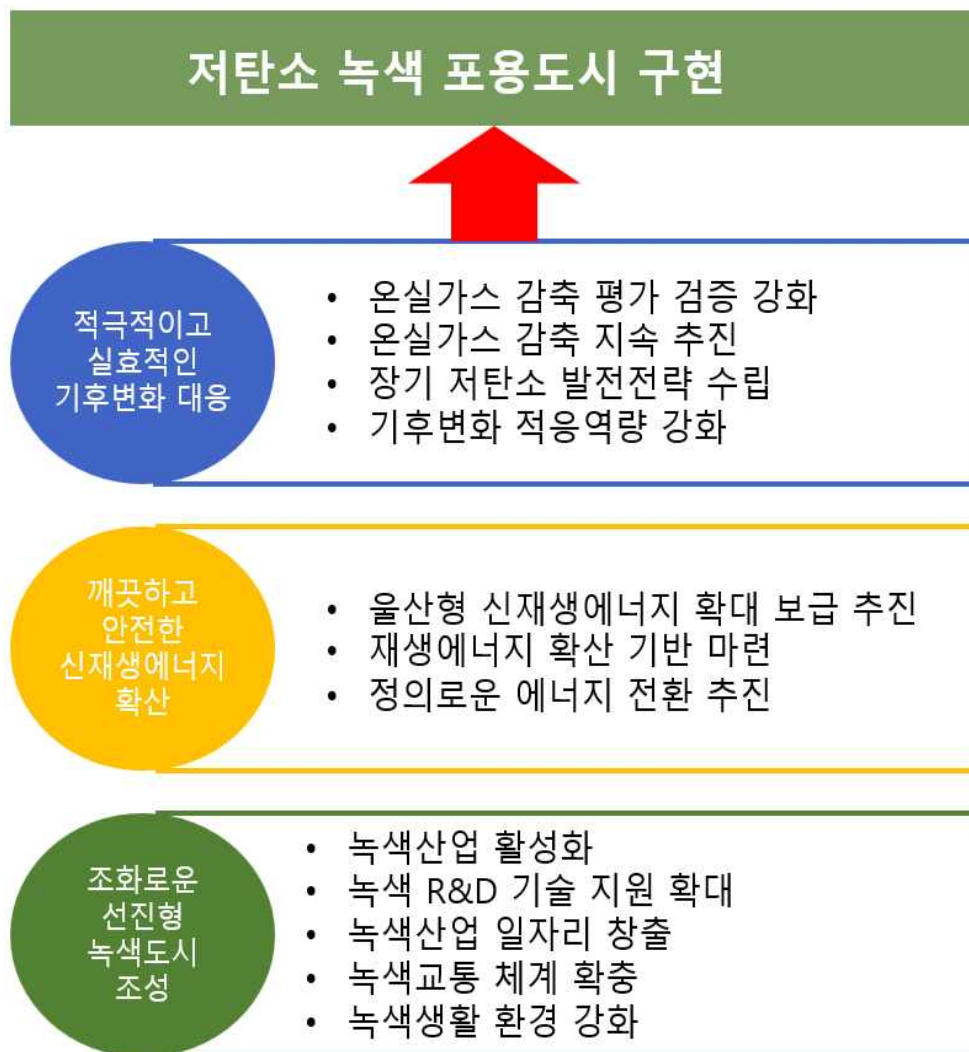 저탄소 녹색 포용도시 구현
적극적이고
실효적인
기후변화 대응
• 온실가스 감축 평가 검증 강화
• 온실가스 감축 지속 추진
• 장기 저탄소 발전전략 수립
• 기후변화 적응역량 강화
깨끗하고
안전한
신재생에너지
확산
• 울산형 신재생에너지 확대 보급 추진
• 재생에너지 확산 기반 마련
• 정의로운 에너지 전환 추진
조화로운
선진형
녹색도시
조성
• 녹색산업 활성화
• 녹색 R&D 기술 지원 확대
• 녹색산업 일자리 창출
• 녹색교통 체계 확충
• 녹색생활 환경 강화